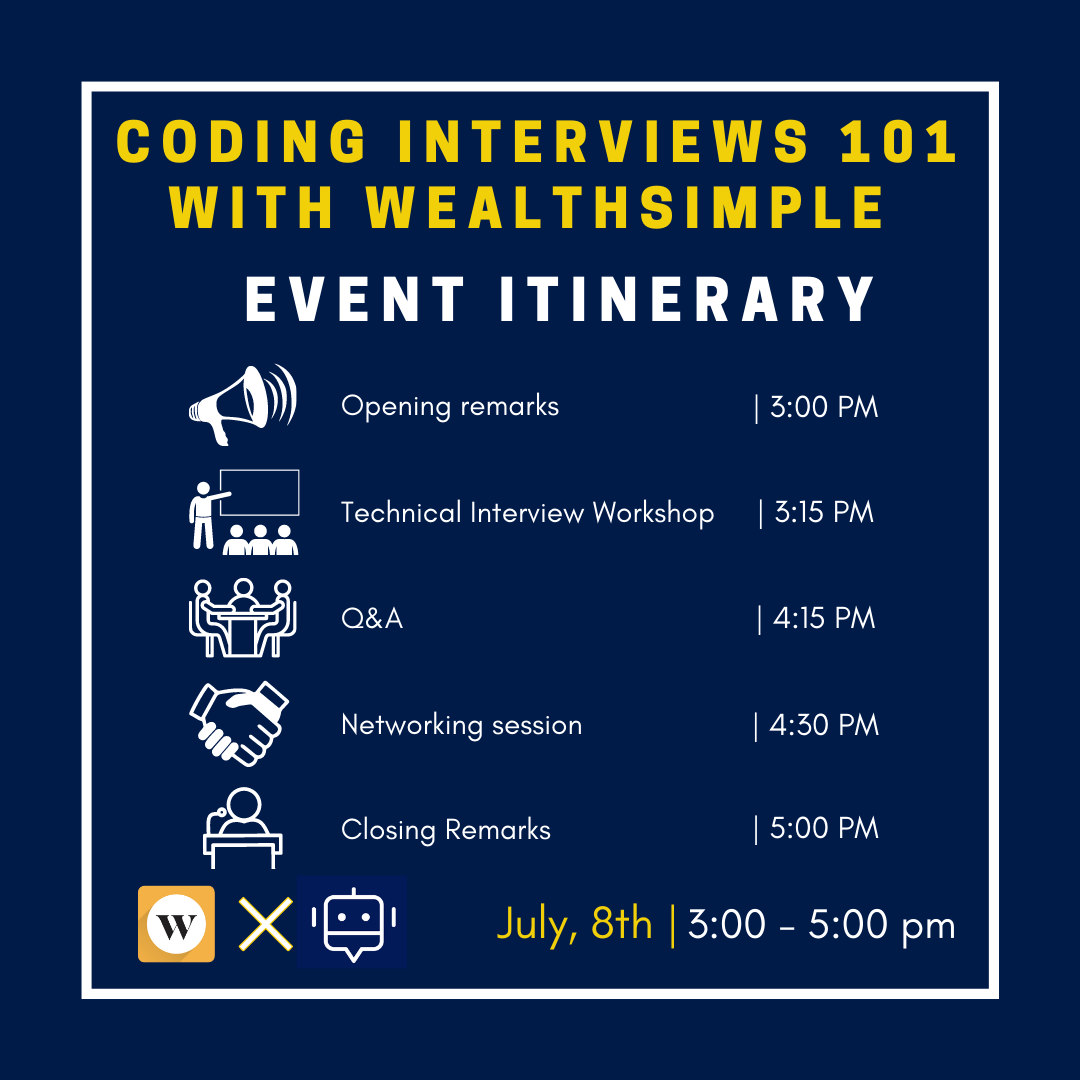 CODING INTERVIEWS 101
WITH WEALTHSIMPLE
EVENT ITINERARY
Opening remarks | 3:00 PM
Technical Interview Workshop | 3:15 PM
Q&A | 4:15 PM
Networking session | 4:30 PM
Closing Remarks | 5:00 PM
W
July, 8th | 3:00 - 5:00 pm